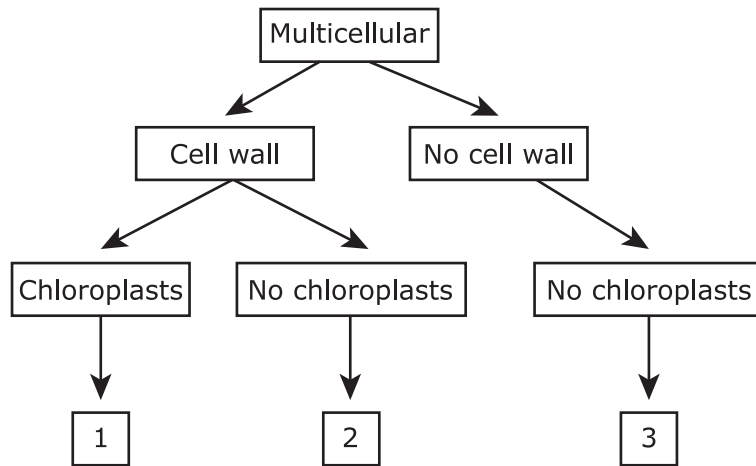 Multicellular
Cell wall
No cell wall
Chloroplasts
No chloroplasts
No chloroplasts
1
2
3